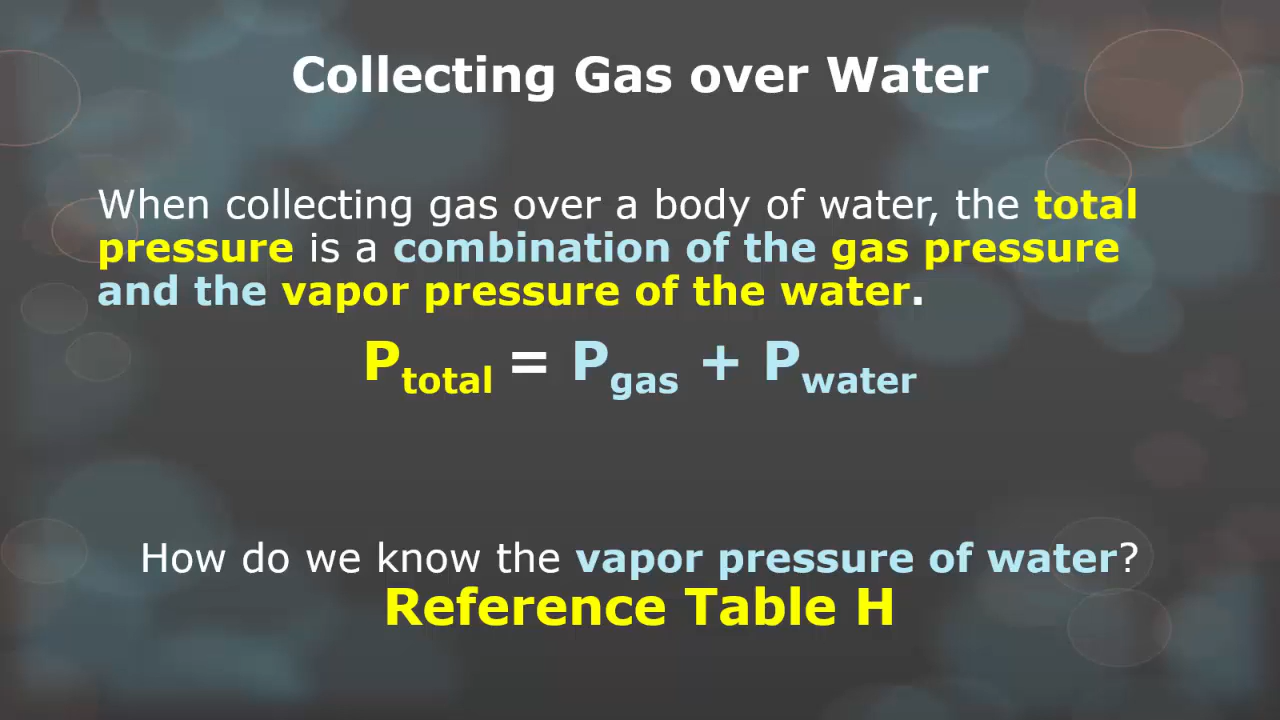 Collecting Gas over Water
When collecting gas over a body of water, the total
pressure is a combination of the gas pressure
and the vapor pressure of the water.
Ptotal = Pgas + Pwater
How do we know the vapor pressure of water?
Reference Table H